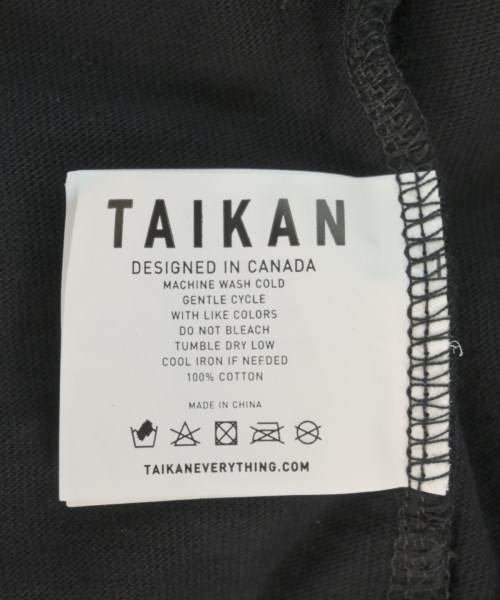 TAIKAN
DESIGNED IN CANADA
MACHINE WASH COLD
GENTLE CYCLE
WITH LIKE COLORS
DO NOT BLEACH
TUMBLE DRY LOW
COOL IRON IF NEEDED
100% COTTON
MADE IN CHINA
TAIKANEVERYTHING.COM